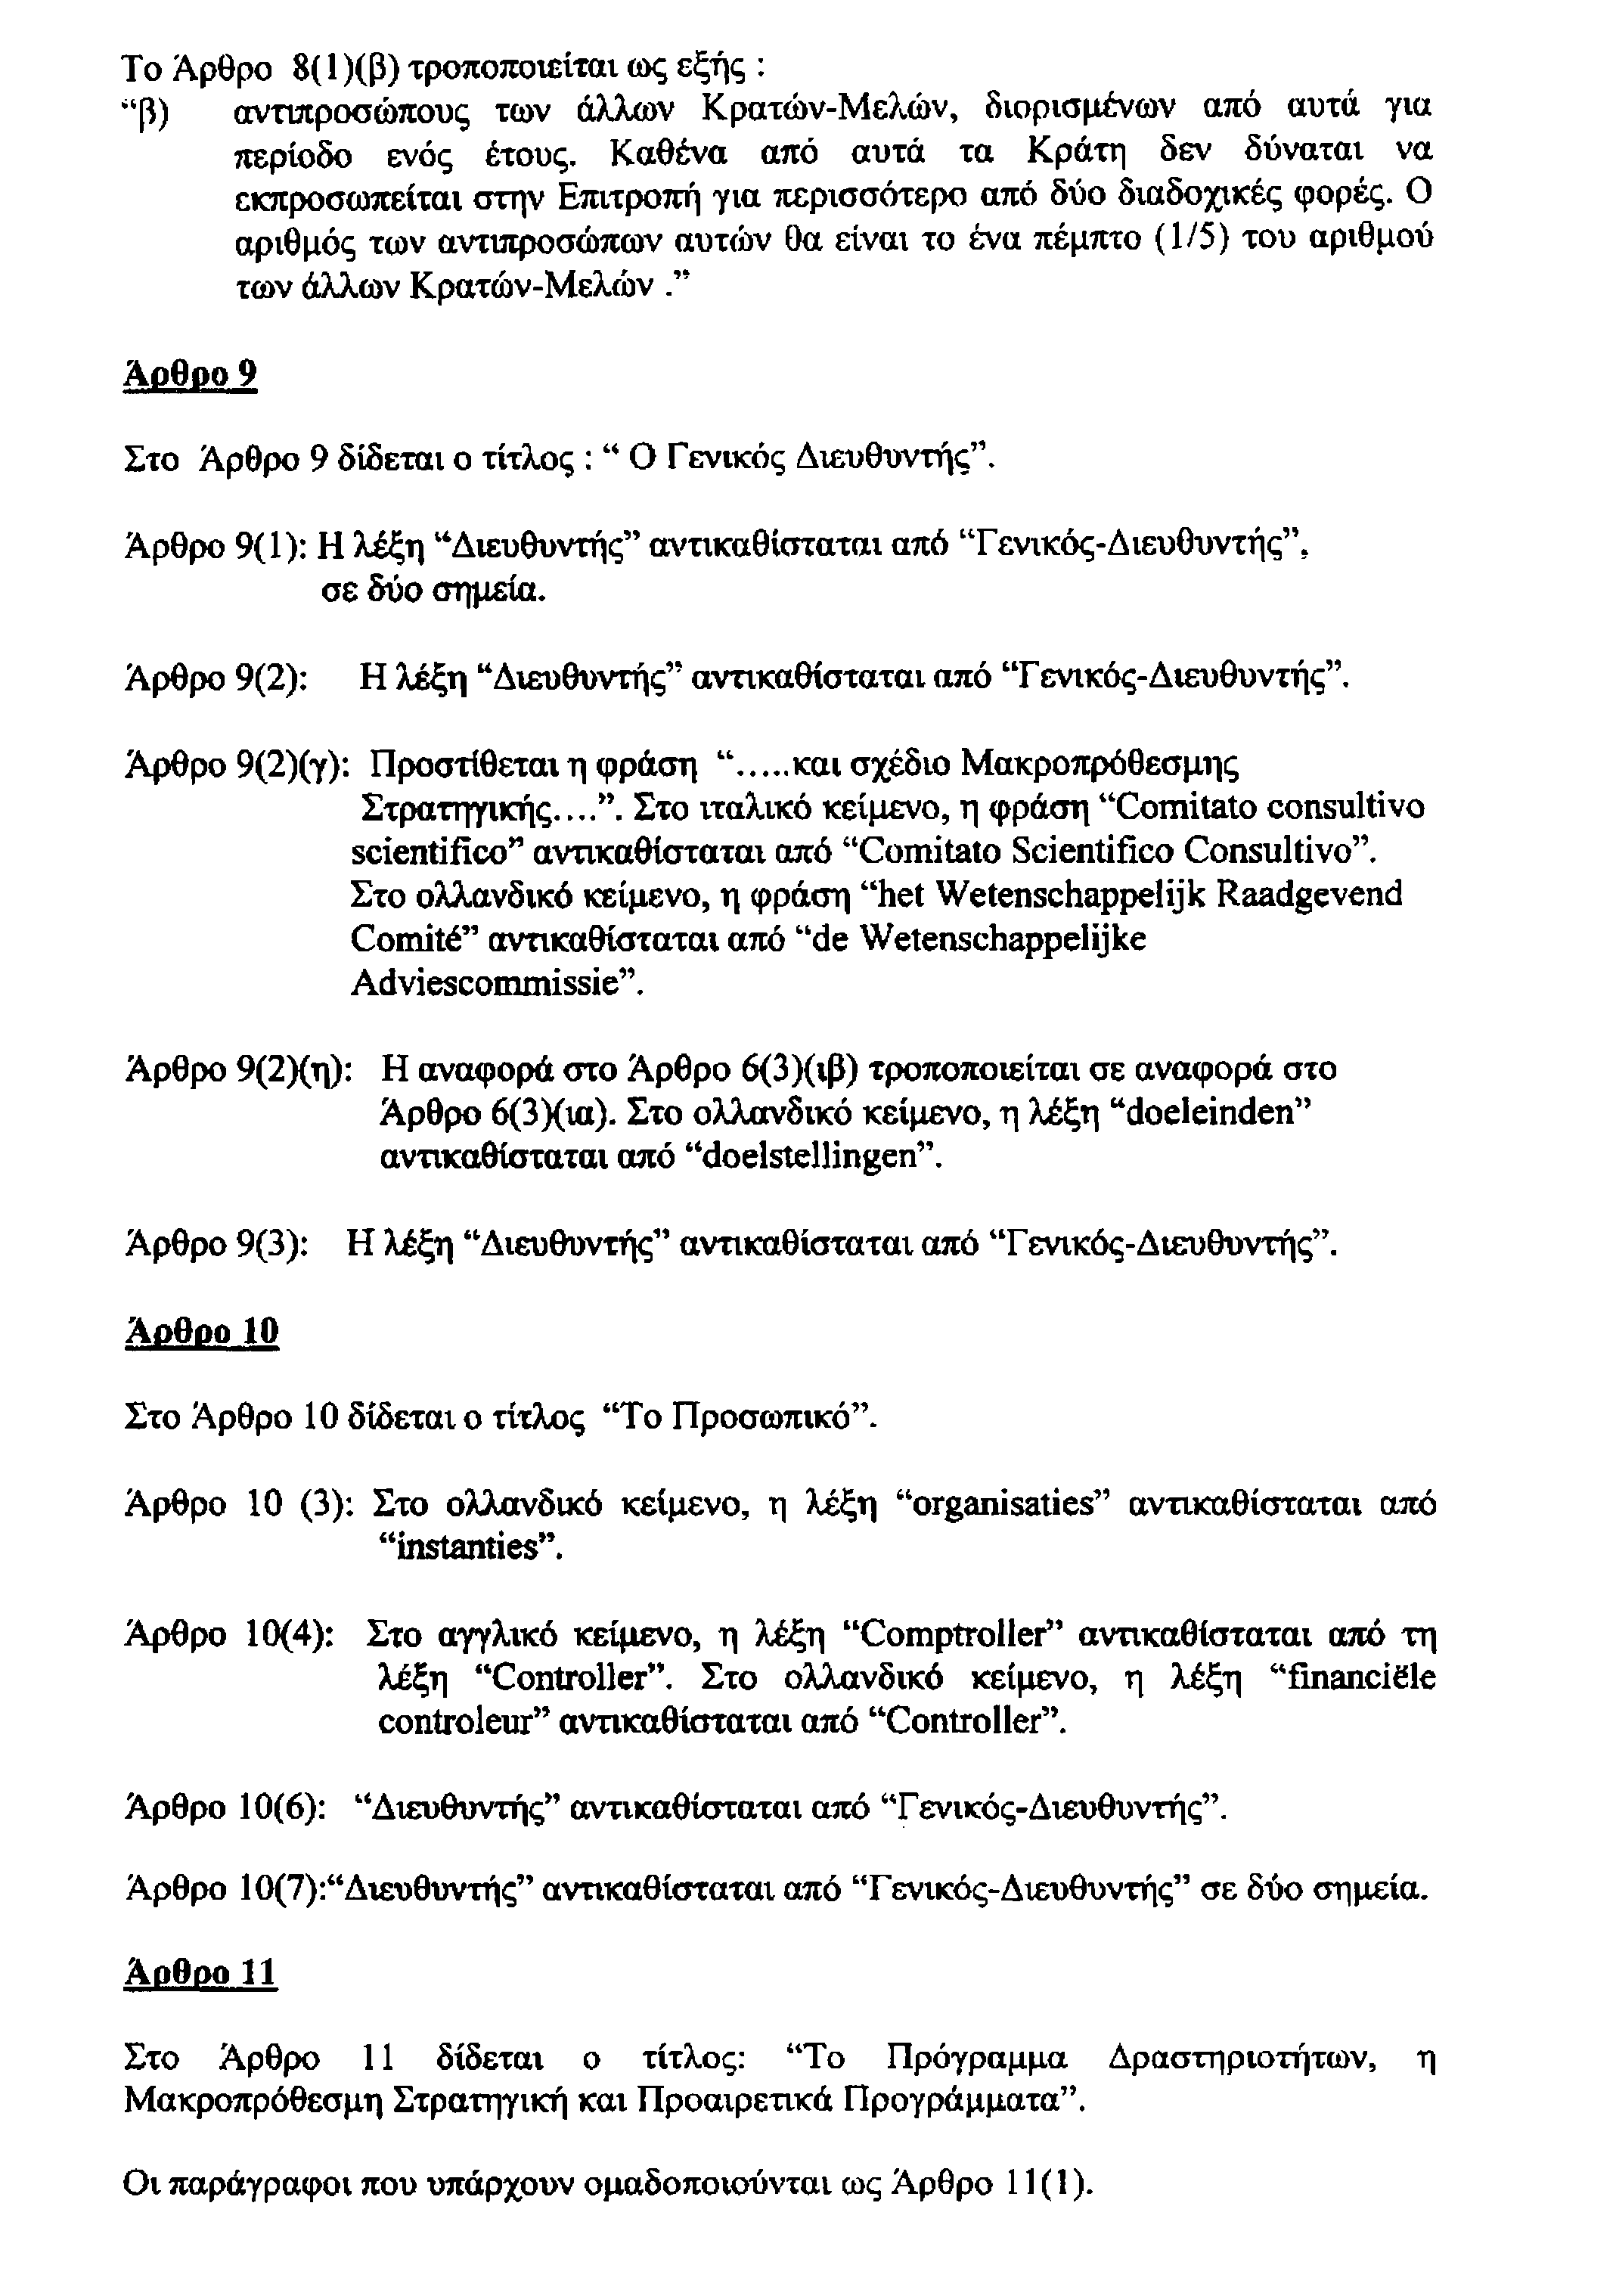 Το Άρθρο 8(1)(β) τροποποιείται ως εξής :
“β) αντιπροσώπους των άλλων Κρατών-Μελών, διορισμένων από αυτά για
περίοδο ενός έτους. Καθένα από αυτά τα Κράτη δεν δύναται να
εκπροσωπείται στην Επιτροπή για περισσότερο από δύο διαδοχικές φορές. Ο
αριθμός των αντιπροσώπων αυτών θα είναι το ένα πέμπτο (1/5) του αριθμού
των άλλων Κρατών-Μελών .”
Άρθρο 9
Στο Άρθρο 9 δίδεται ο τίτλος : “ Ο Γενικός Διευθυντής”.
Άρθρο 9(1): Η λέξη “Διευθυντής” αντικαθίσταται από “Γενικός-Διευθυντής”,
σε δύο σημεία.
Άρθρο 9(2): Η λέξη “Διευθυντής” αντικαθίσταται από “Γενικός-Διευθυντής”.
Άρθρο 9(2)(γ): Προστίθεται η φράση “.....και σχέδιο Μακροπρόθεσμης
Στρατηγικής....”. Στο ιταλικό κείμενο, η φράση “Comitato consultivo
scientifico” αντικαθίσταται από “Comitato Scientifico Consultivo”.
Στο ολλανδικό κείμενο, η φράση “het Wetenschappelijk Raadgevend
Comité” αντικαθίσταται από “de Wetenschappelijke
Adviescommissie”.
Άρθρο 9(2)(η): Η αναφορά στο Άρθρο 6(3)(ιβ) τροποποιείται σε αναφορά στο
Άρθρο 6(3)(ια). Στο ολλανδικό κείμενο, η λέξη “doeleinden”
αντικαθίσταται από “doelstellingen”.
Άρθρο 9(3): Η λέξη “Διευθυντής” αντικαθίσταται από “Γενικός-Διευθυντής”.
Άρθρο 10
Στο Άρθρο 10 δίδεται ο τίτλος “Το Προσωπικό”.
Άρθρο 10 (3): Στο ολλανδικό κείμενο, η λέξη “organisaties” αντικαθίσταται από
“instanties”.
Άρθρο 10(4): Στο αγγλικό κείμενο, η λέξη “Comptroller” αντικαθίσταται από τη
λέξη “Controller”. Στο ολλανδικό κείμενο, η λέξη “financiële
controleur” αντικαθίσταται από “Controller”.
Άρθρο 10(6): “Διευθυντής” αντικαθίσταται από “Γενικός-Διευθυντής”.
Άρθρο 10(7):“Διευθυντής” αντικαθίσταται από “Γενικός-Διευθυντής” σε δύο σημεία.
Άρθρο 11
Στο Άρθρο 11 δίδεται ο τίτλος: “Το Πρόγραμμα Δραστηριοτήτων, η
Μακροπρόθεσμη Στρατηγική και Προαιρετικά Προγράμματα”.
Οι παράγραφοι που υπάρχουν ομαδοποιούνται ως Άρθρο 11(1).